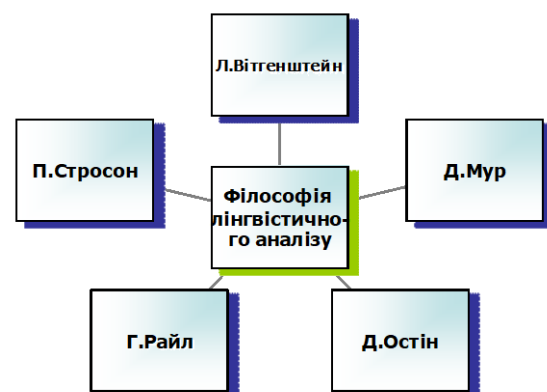 Л.Вітгенштейн
П.Стросон
Д.Мур
Філософія
лінгвістично-
го аналізу
Г.Райл
Д.Остін